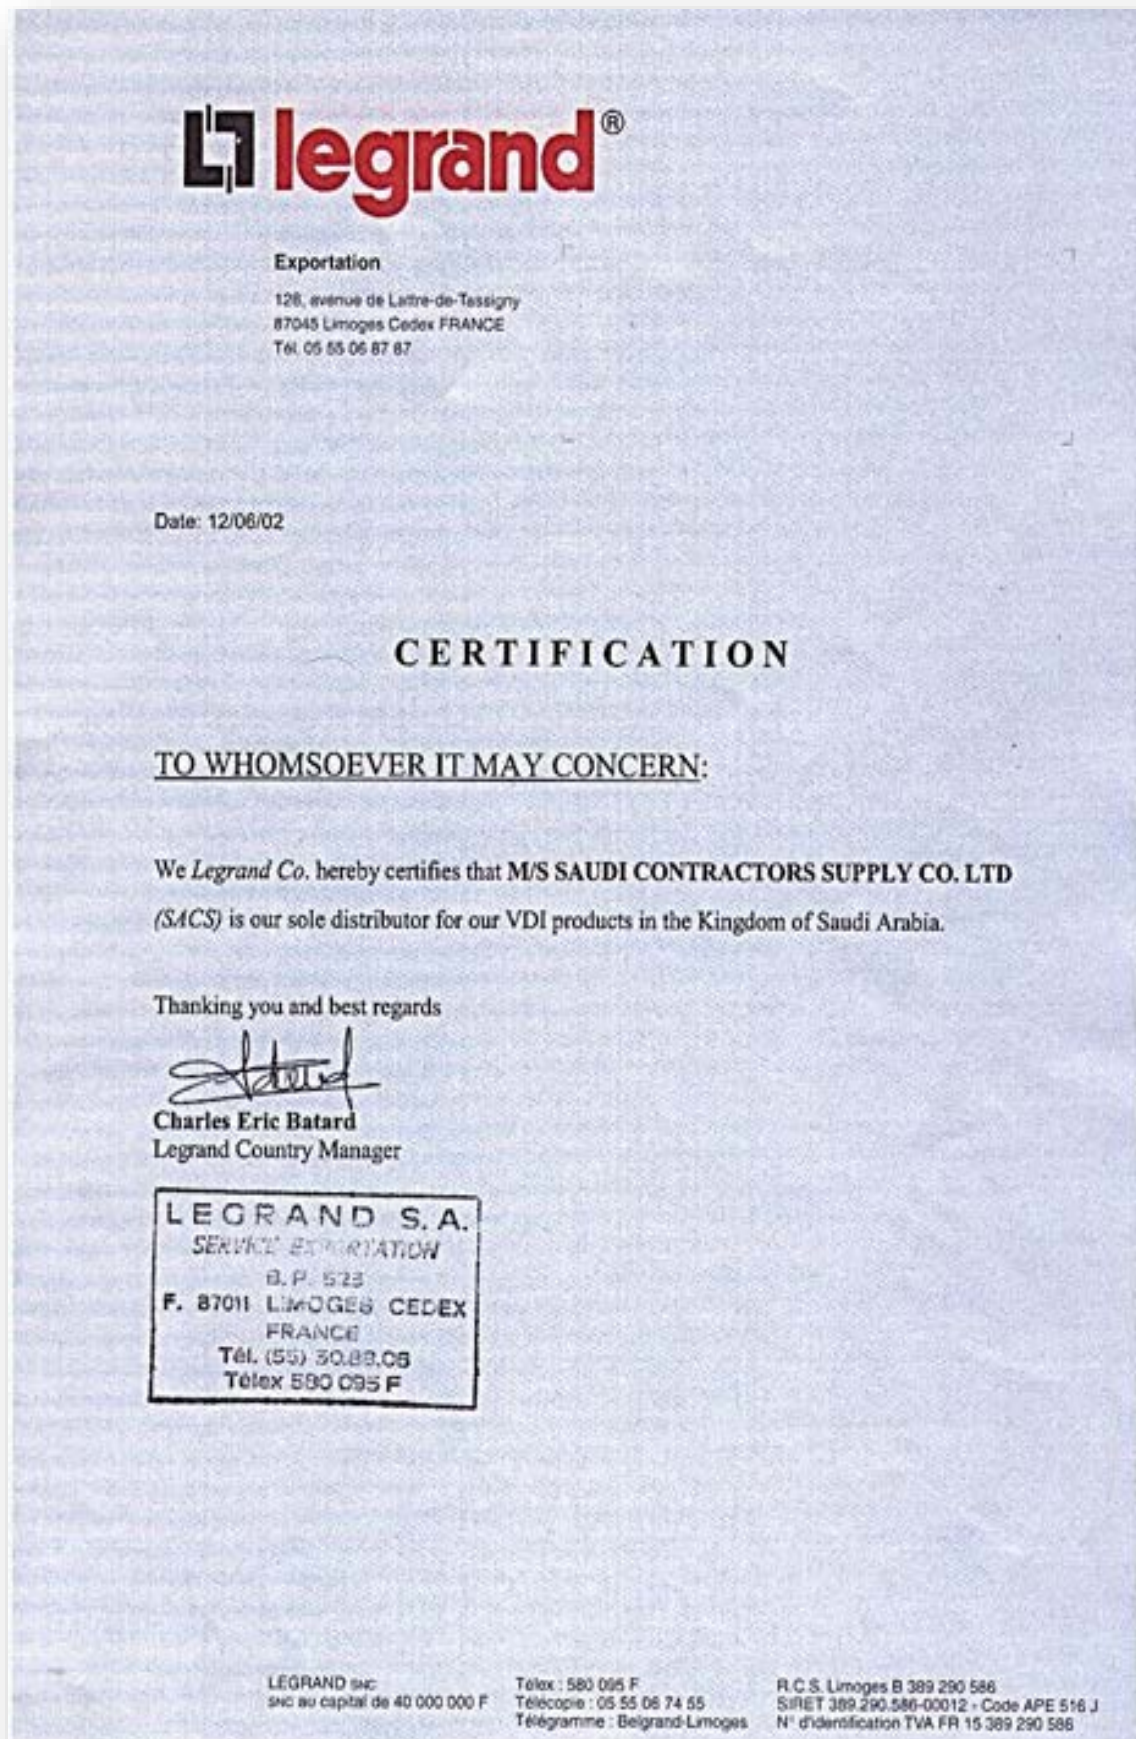 legrand®
Exportation
128, avenue de Lattre-de-Tassigny
87045 Limoges Cedex FRANCE
Tél. 05 55 06 87 87
Date: 12/06/02
CERTIFICATION
TO WHOMSOEVER IT MAY CONCERN:
We Legrand Co. hereby certifies that M/S SAUDI CONTRACTORS SUPPLY CO. LTD
(SACS) is our sole distributor for our VDI products in the Kingdom of Saudi Arabia.
Thanking you and best regards
Charles Eric Batard
Legrand Country Manager
LEGRAND S.A.
SERVICE EXPORTATION
B.P. 523
F. 87011 LIMOGES CEDEX
FRANCE
Tél. (55)
Télex 580 095 F
LEGRAND SNC
SNC au capital de 40 000 000 F
Télex : 580 095 F
Télécopie : 05 55 06 74 55
Télégramme : Belgrand-Limoges
R.C.S. Limoges B 389 290 586
SIRET 389.290.586-00012 - Code APE 516 J
N° d'identification TVA FR 15 389 290 586